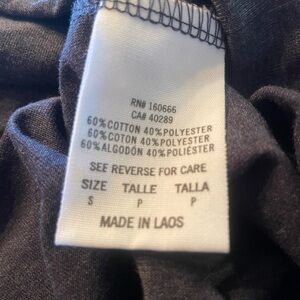 RN# 160666
CA# 40289
60%COTTON 40%POLYESTER
60%COTON 40%POLYESTER
60%ALGODÓN 40%POLIÉSTER
SEE REVERSE FOR CARE
SIZE TALLE TALLA
S P P
MADE IN LAOS